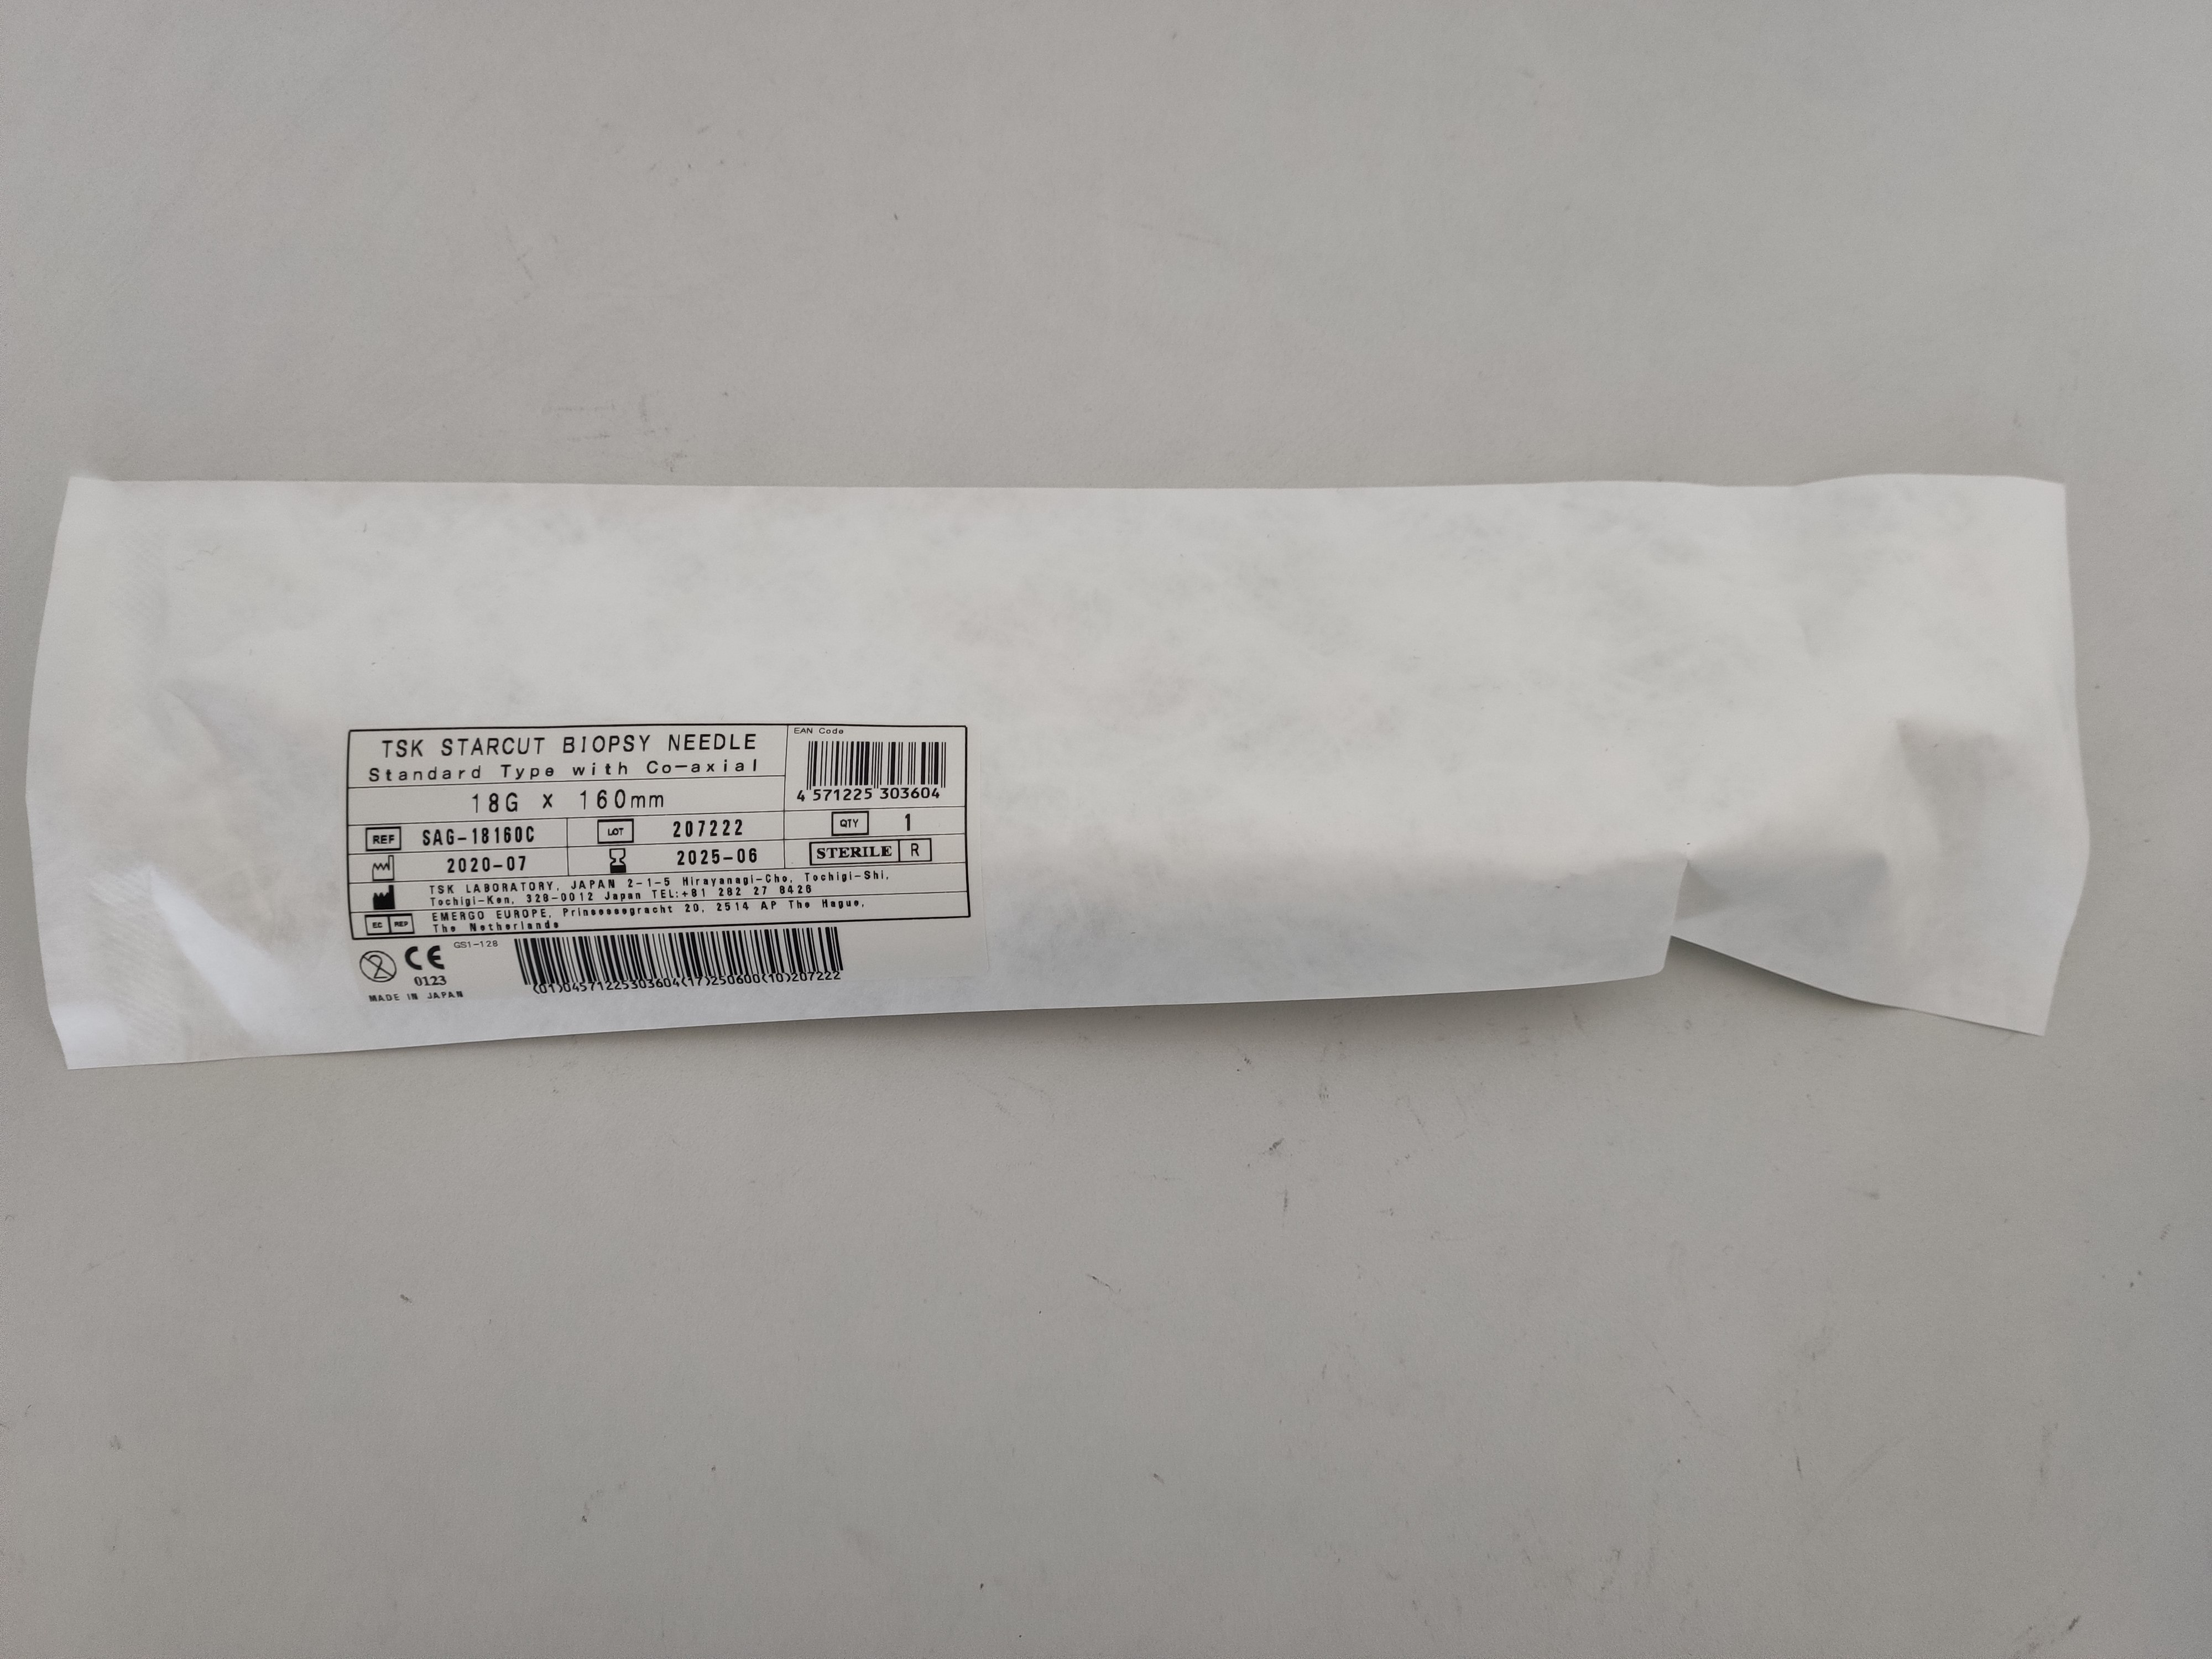 TSK STARCUT BIOPSY NEEDLE
Standard Type with Co-axial
18G x 160mm
EAN Code
4 571225 303604
REF SAG-18160C
LOT 207222
QTY 1
2020-07
2025-06
STERILE R
TSK LABORATORY, JAPAN 2-1-5 Hirayanagi-Cho, Tochigi-Shi,
Tochigi-Ken, 328-0012 Japan TEL:+81 282 27 8426
EC REP
EMERGO EUROPE, Prinsessegracht 20, 2514 AP The Hague,
The Netherlands
2
CE
0123
MADE IN JAPAN
GS1-128
(01)04571225303604(17)250600(10)207222